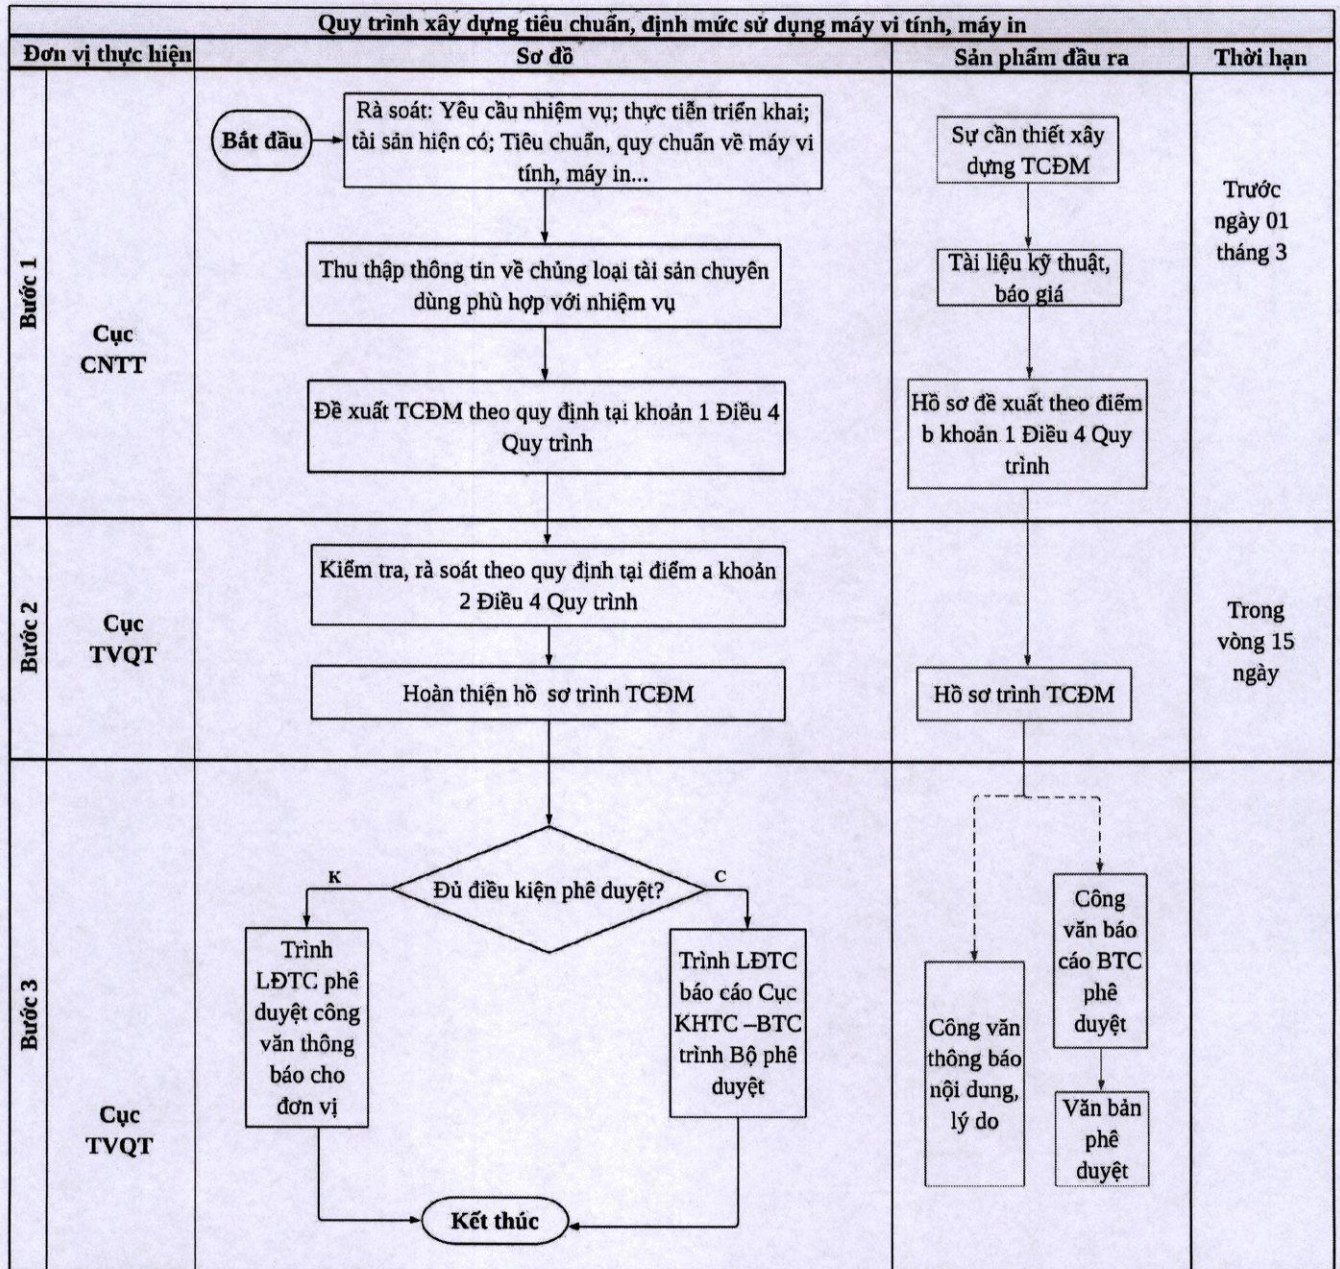 Quy trình xây dựng tiêu chuẩn, định mức sử dụng máy vi tính, máy in
Đơn vị thực hiện
Sơ đồ
Sản phẩm đầu ra
Thời hạn
Bước 1
Cục
CNTT
Bắt đầu
Rà soát: Yêu cầu nhiệm vụ; thực tiễn triển khai;
tài sản hiện có; Tiêu chuẩn, quy chuẩn về máy vi
tính, máy in...
Thu thập thông tin về chủng loại tài sản chuyên
dùng phù hợp với nhiệm vụ
Đề xuất TCĐM theo quy định tại khoản 1 Điều 4
Quy trình
Sự cần thiết xây
dựng TCĐM
Tài liệu kỹ thuật,
báo giá
Hồ sơ đề xuất theo điểm
b khoản 1 Điều 4 Quy
trình
Trước
ngày 01
tháng 3
Bước 2
Cục
TVQT
Kiểm tra, rà soát theo quy định tại điểm a khoản
2 Điều 4 Quy trình
Hoàn thiện hồ sơ trình TCĐM
Hồ sơ trình TCĐM
Trong
vòng 15
ngày
Bước 3
Cục
TVQT
Đủ điều kiện phê duyệt?
K
C
Trình
LĐTC phê
duyệt công
văn thông
báo cho
đơn vị
Trình LĐTC
báo cáo Cục
KHTC –BTC
trình Bộ phê
duyệt
Kết thúc
Công văn
thông báo
nội dung,
lý do
Công
văn báo
cáo BTC
phê
duyệt
Văn bản
phê
duyệt